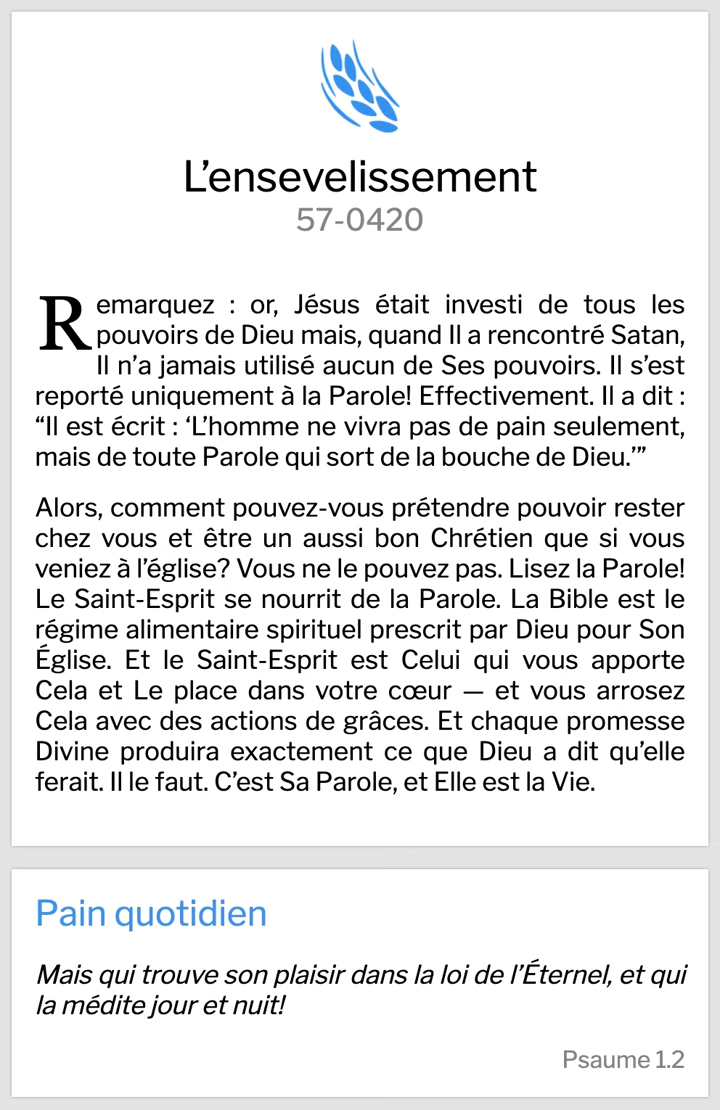 L’ensevelissement
57-0420
Remarquez : or, Jésus était investi de tous les
pouvoirs de Dieu mais, quand Il a rencontré Satan,
Il n’a jamais utilisé aucun de Ses pouvoirs. Il s’est
reporté uniquement à la Parole! Effectivement. Il a dit :
“Il est écrit : ‘L’homme ne vivra pas de pain seulement,
mais de toute Parole qui sort de la bouche de Dieu.’”
Alors, comment pouvez-vous prétendre pouvoir rester
chez vous et être un aussi bon Chrétien que si vous
veniez à l’église? Vous ne le pouvez pas. Lisez la Parole!
Le Saint-Esprit se nourrit de la Parole. La Bible est le
régime alimentaire spirituel prescrit par Dieu pour Son
Église. Et le Saint-Esprit est Celui qui vous apporte
Cela et Le place dans votre cœur — et vous arrosez
Cela avec des actions de grâces. Et chaque promesse
Divine produira exactement ce que Dieu a dit qu’elle
ferait. Il le faut. C’est Sa Parole, et Elle est la Vie.
Pain quotidien
Mais qui trouve son plaisir dans la loi de l’Éternel, et qui
la médite jour et nuit!
Psaume 1.2